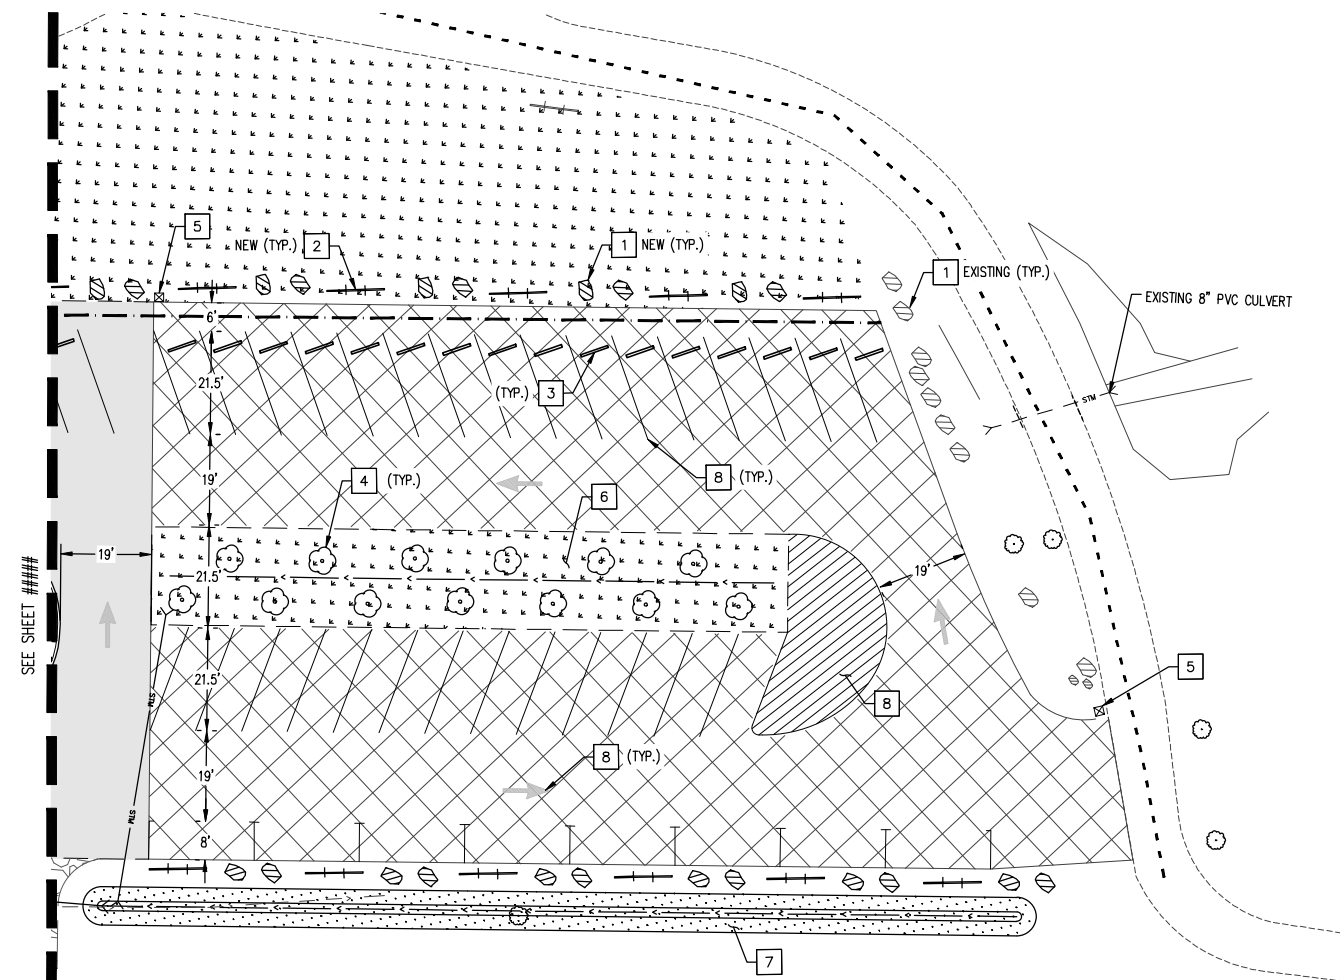 5
NEW (TYP.) 2
1 NEW (TYP.)
1 EXISTING (TYP.)
EXISTING 8" PVC CULVERT
6'
21.5'
(TYP.) 3
STM
19'
4 (TYP.)
8 (TYP.)
6
19'
21.5'
19'
SEE SHEET ####
5
21.5'
STM
8
8 (TYP.)
19'
STM
8'
7